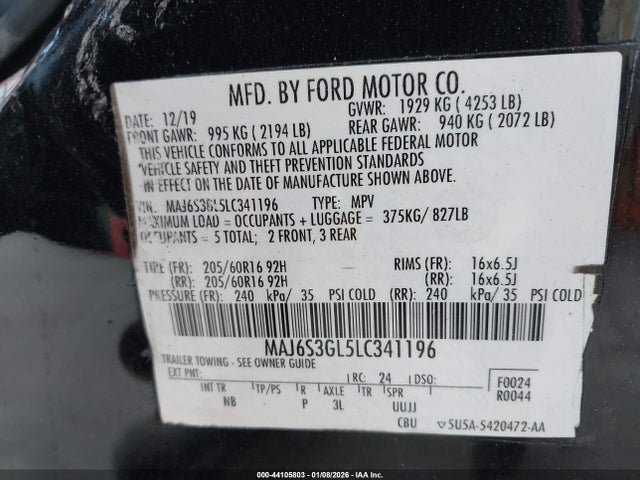 MFD. BY FORD MOTOR CO.
DATE: 12/19 GVWR: 1929 KG ( 4253 LB)
FRONT GAWR: 995 KG ( 2194 LB) REAR GAWR: 940 KG ( 2072 LB)
THIS VEHICLE CONFORMS TO ALL APPLICABLE FEDERAL MOTOR
VEHICLE SAFETY AND THEFT PREVENTION STANDARDS
IN EFFECT ON THE DATE OF MANUFACTURE SHOWN ABOVE.
VIN: MAJ6S3GL5LC341196 TYPE: MPV
MAXIMUM LOAD = OCCUPANTS + LUGGAGE = 375KG/ 827LB
OCCUPANTS = 5 TOTAL; 2 FRONT, 3 REAR
TYPE (FR): 205/60R16 92H RIMS (FR): 16x6.5J
(RR): 205/60R16 92H (RR): 16x6.5J
PRESSURE (FR): 240 kPa/ 35 PSI COLD (RR): 240 kPa/ 35 PSI COLD
MAJ6S3GL5LC341196
TRAILER TOWING - SEE OWNER GUIDE
EXT PNT: RC: 24 DSO: F0024
INT TR TP/PS R AXLE TR SPR R0044
NB P 3L UUJJ
CBU ▽5U5A-5420472-AA
000-44105803 - 01/08/2026 - IAA Inc.